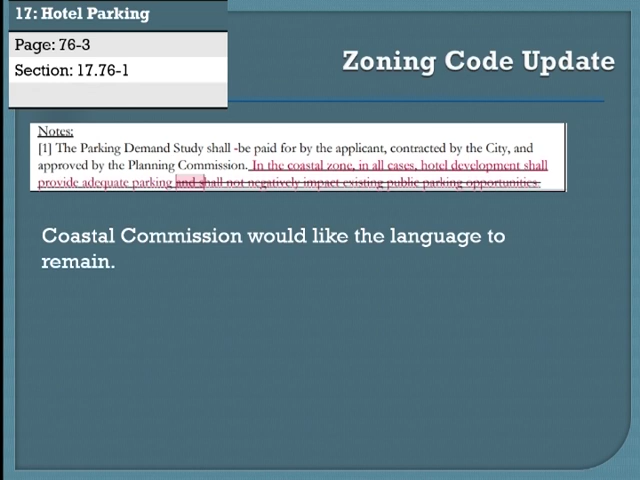 17: Hotel Parking
Page: 76-3
Section: 17.76-1
Zoning Code Update
Notes:
[1] The Parking Demand Study shall -be paid for by the applicant, contracted by the City, and
approved by the Planning Commission. In the coastal zone, in all cases, hotel development shall
provide adequate parking and shall not negatively impact existing public parking opportunities.
Coastal Commission would like the language to
remain.